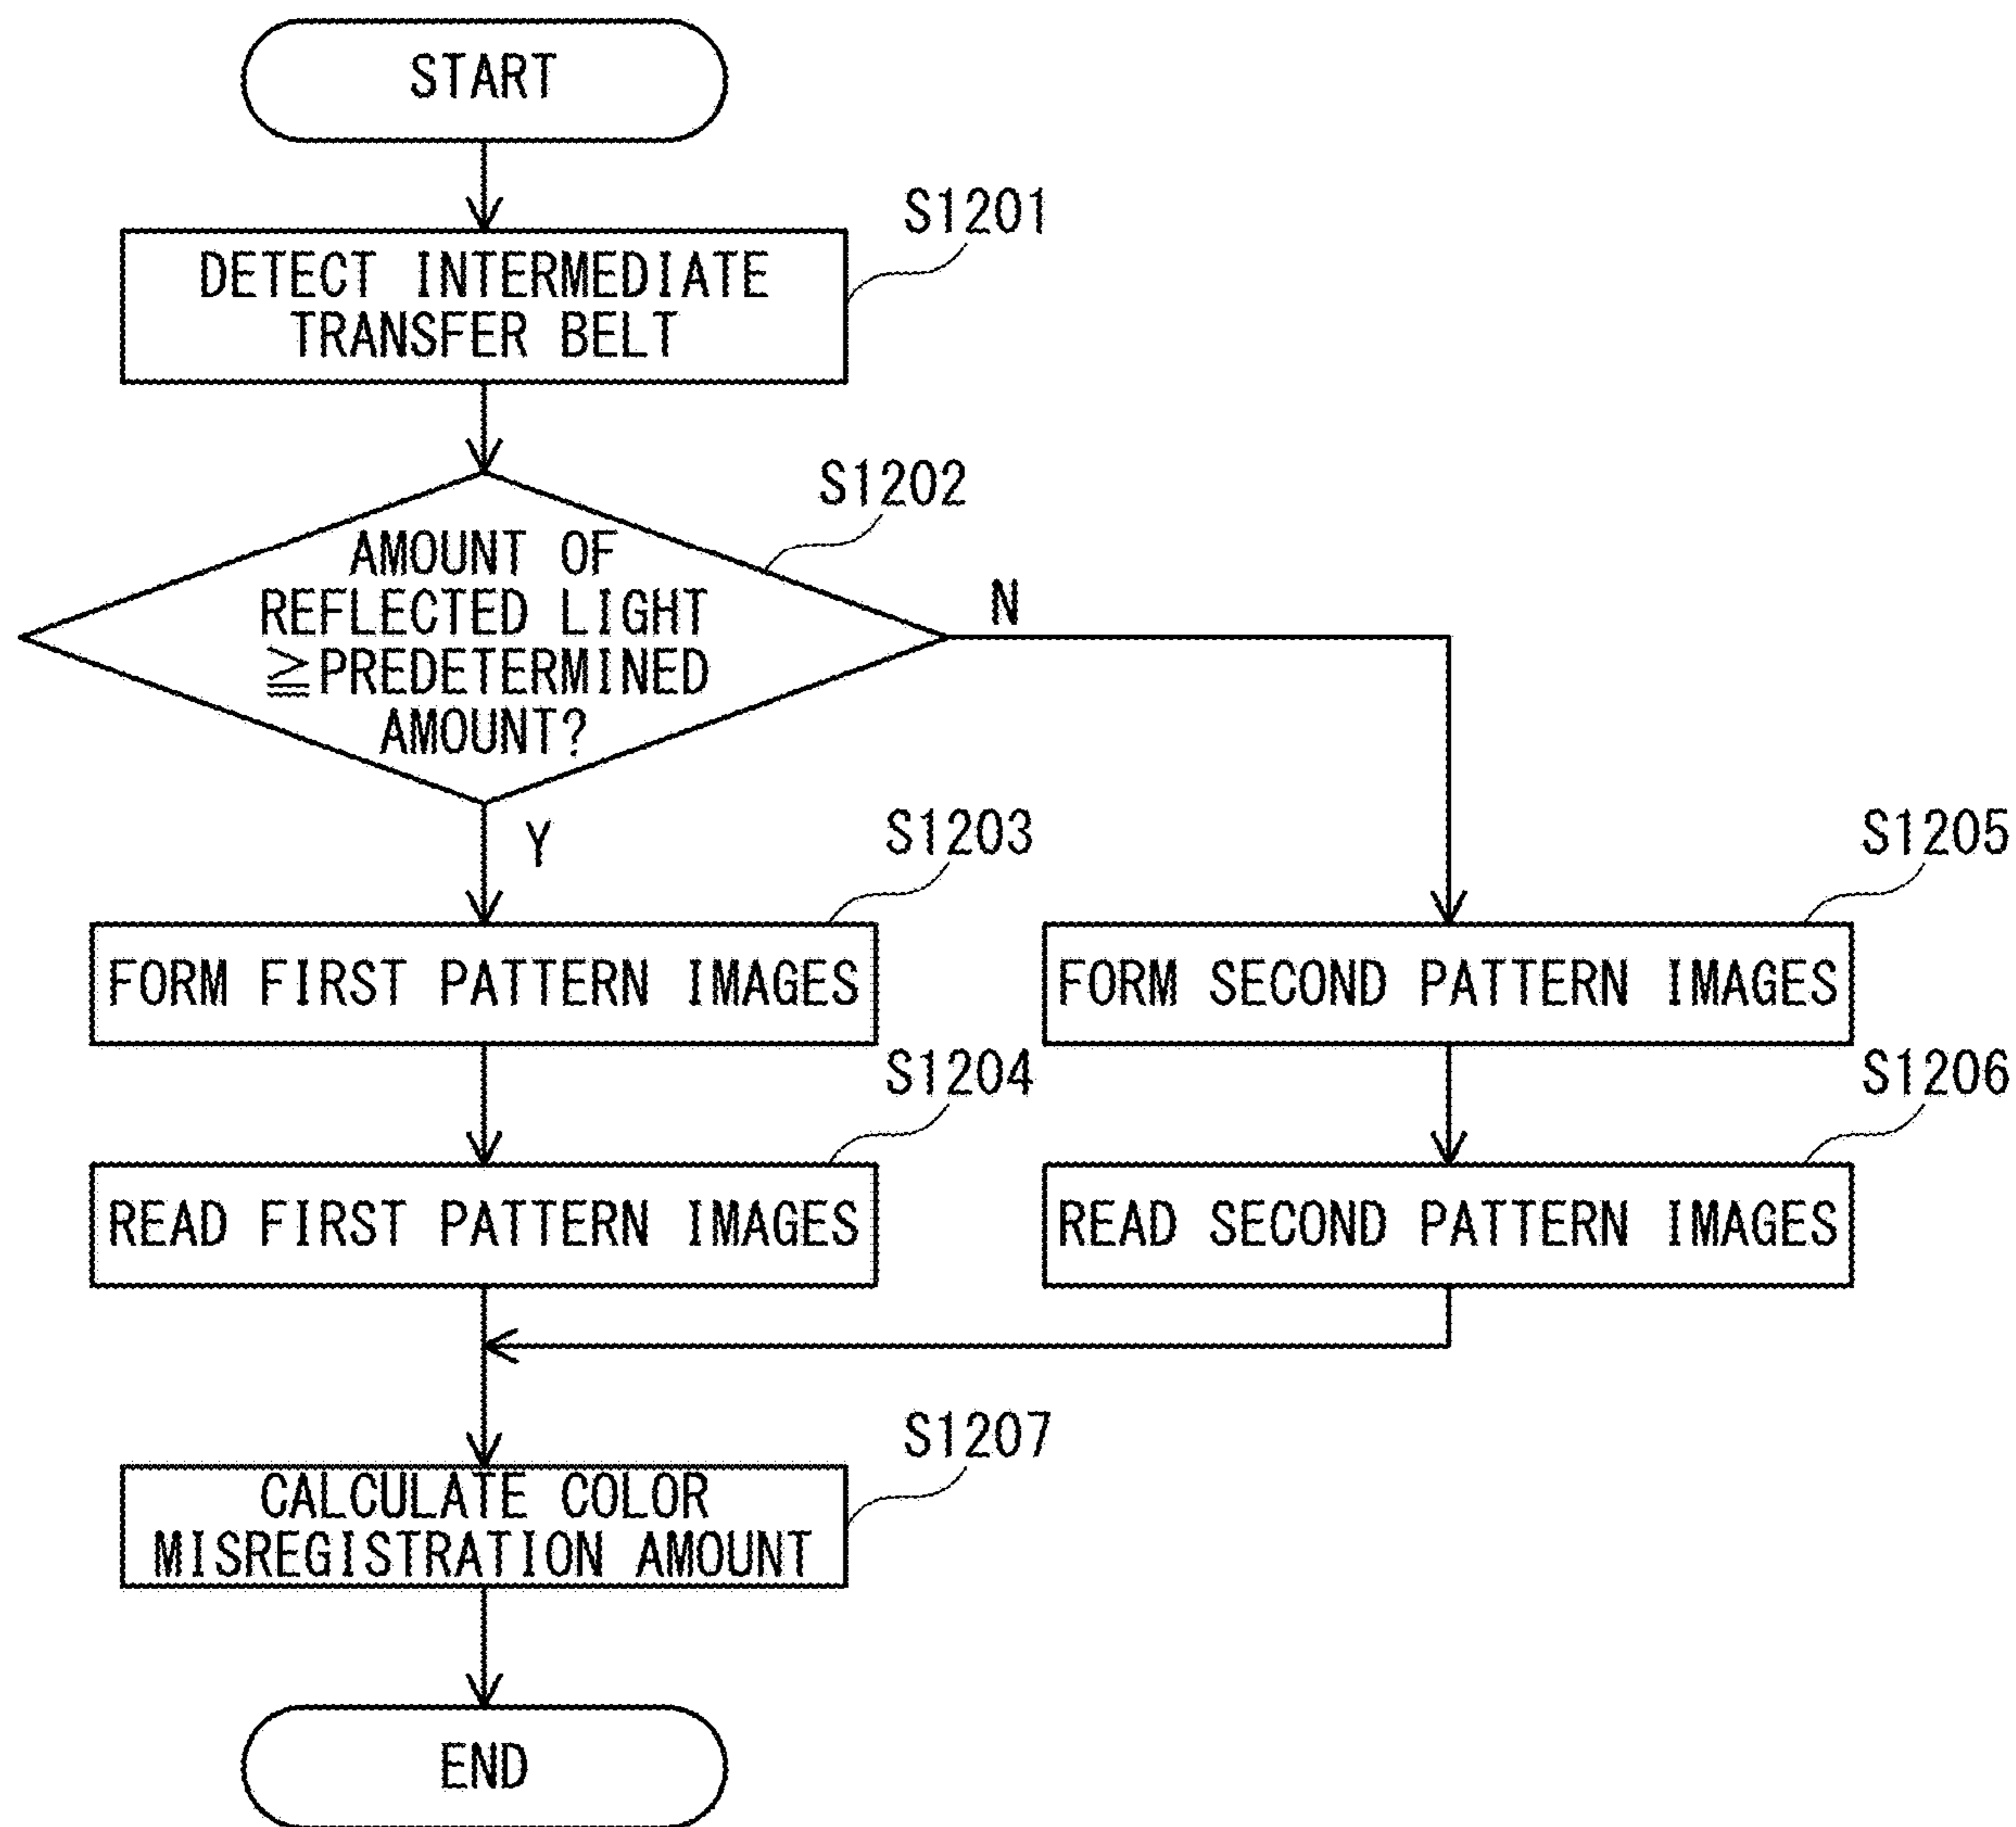 START
S1201
DETECT INTERMEDIATE
TRANSFER BELT
S1202
AMOUNT OF
REFLECTED LIGHT
≧PREDETERMINED
AMOUNT?
N
Y
S1203
FORM FIRST PATTERN IMAGES
S1205
FORM SECOND PATTERN IMAGES
S1204
READ FIRST PATTERN IMAGES
S1206
READ SECOND PATTERN IMAGES
S1207
CALCULATE COLOR
MISREGISTRATION AMOUNT
END